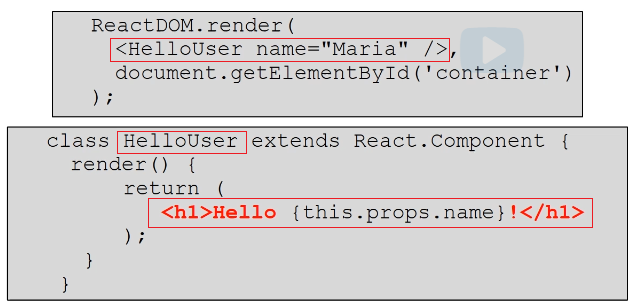 ReactDOM.render(
<HelloUser name="Maria" />,
document.getElementById('container')
);
class HelloUser extends React.Component {
render() {
return (
<h1>Hello {this.props.name}!</h1>
);
}
}